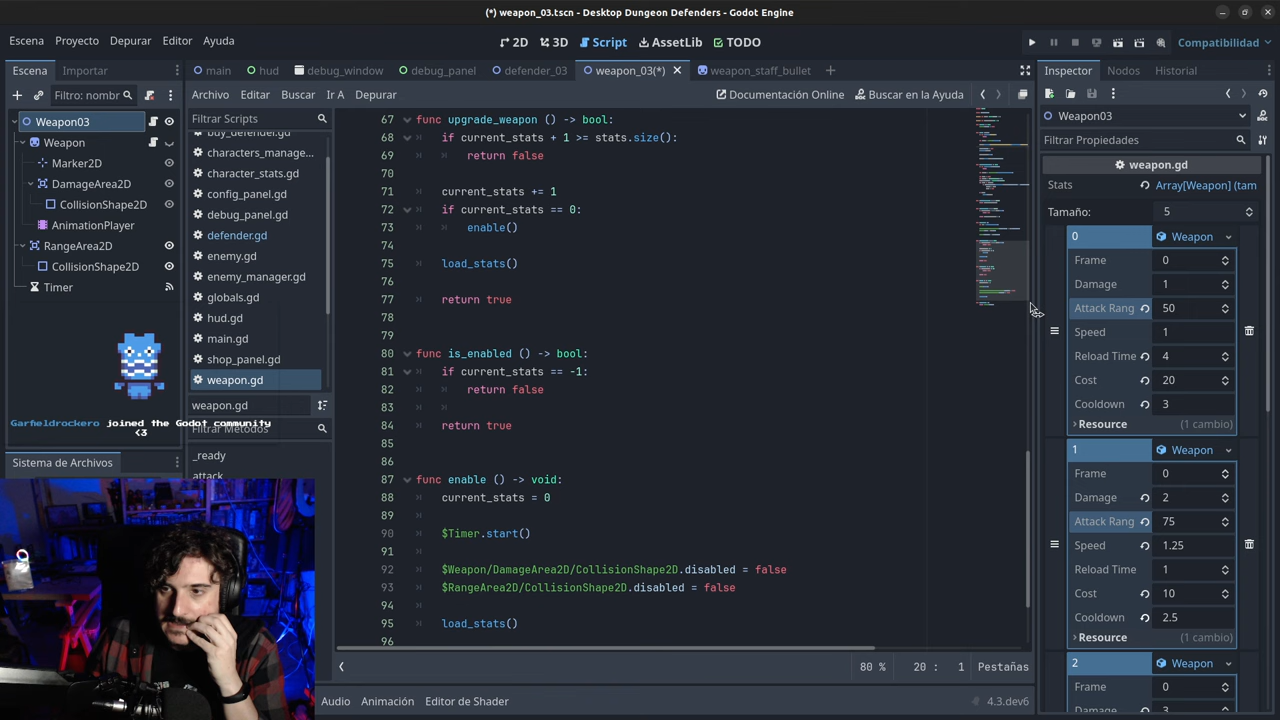 (*) weapon_03.tscn - Desktop Dungeon Defenders - Godot Engine
Escena Proyecto Depurar Editor Ayuda
2D 3D Script AssetLib TODO
Compatibilidad
Escena Importar
main hud debug_window debug_panel defender_03 weapon_03(*) weapon_staff_bullet
Inspector Nodos Historial
Filtro: nombr
Archivo Editar Buscar Ir A Depurar
Documentación Online Buscar en la Ayuda
Weapon03
Weapon
Marker2D
DamageArea2D
CollisionShape2D
AnimationPlayer
RangeArea2D
CollisionShape2D
Timer
Garfieldrockero joined the Godot community
<3
Sistema de Archivos
Filtrar Scripts
buy_defender.gd
characters_manage...
character_stats.gd
config_panel.gd
debug_panel.gd
defender.gd
enemy.gd
enemy_manager.gd
globals.gd
hud.gd
main.gd
shop_panel.gd
weapon.gd
weapon.gd
Filtrar Métodos
_ready
attack
67 func upgrade_weapon () -> bool:
68 if current_stats + 1 >= stats.size():
69 return false
70
71 current_stats += 1
72 if current_stats == 0:
73 enable()
74
75 load_stats()
76
77 return true
78
79
80 func is_enabled () -> bool:
81 if current_stats == -1:
82 return false
83
84 return true
85
86
87 func enable () -> void:
88 current_stats = 0
89
90 $Timer.start()
91
92 $Weapon/DamageArea2D/CollisionShape2D.disabled = false
93 $RangeArea2D/CollisionShape2D.disabled = false
94
95 load_stats()
96
80 % 20 : 1 Pestañas
Audio Animación Editor de Shader
4.3.dev6
Weapon03
Filtrar Propiedades
weapon.gd
Stats Array[Weapon] (tam
Tamaño: 5
0 Weapon
Frame 0
Damage 1
Attack Rang 50
Speed 1
Reload Time 4
Cost 20
Cooldown 3
Resource (1 cambio)
1 Weapon
Frame 0
Damage 2
Attack Rang 75
Speed 1.25
Reload Time 1
Cost 10
Cooldown 2.5
Resource (1 cambio)
2 Weapon
Frame 0
Damage 3